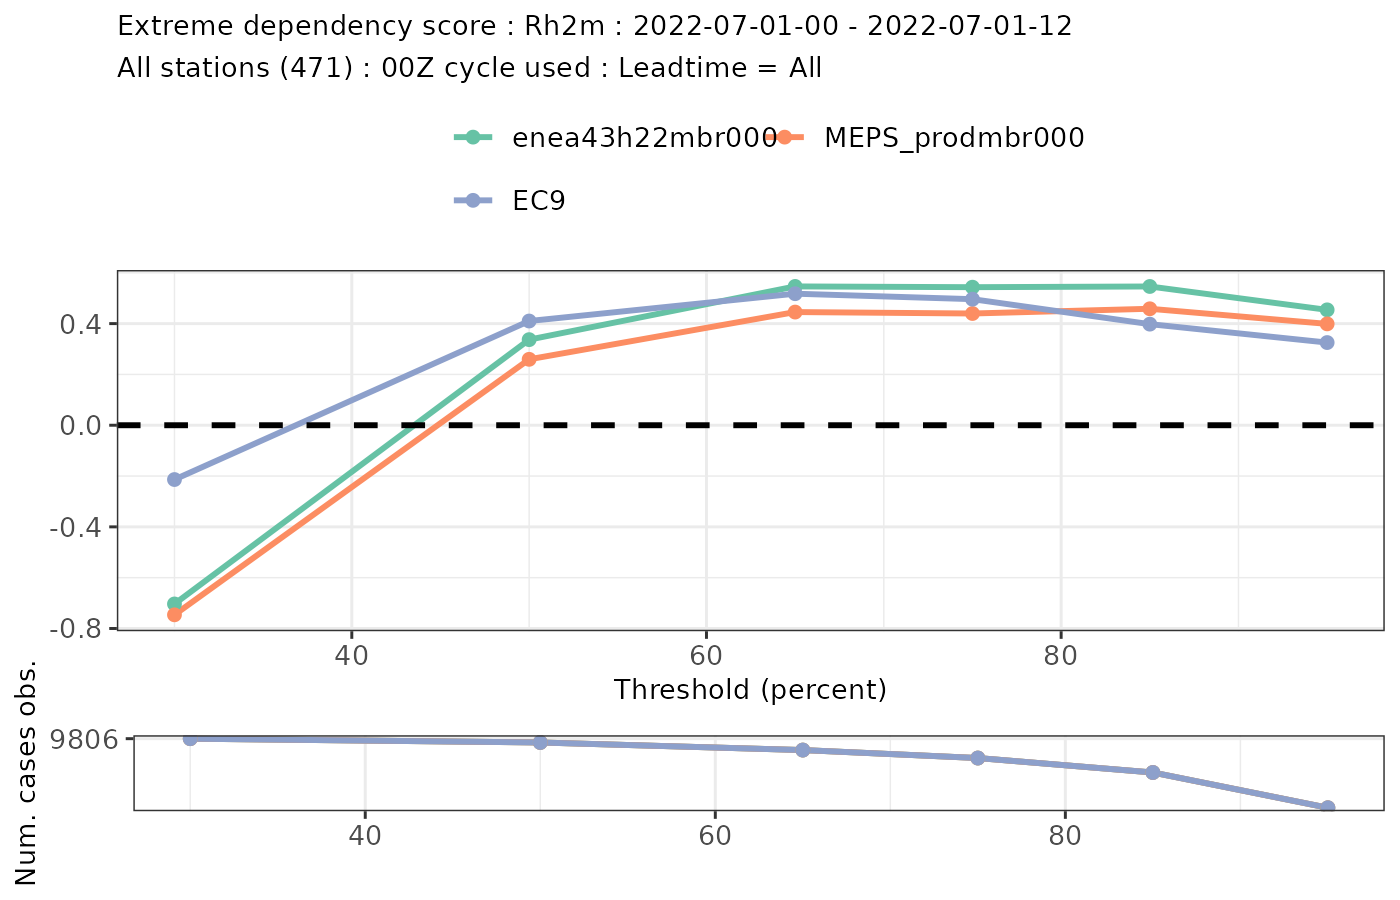 Extreme dependency score : Rh2m : 2022-07-01-00 - 2022-07-01-12
All stations (471) : 00Z cycle used : Leadtime = All
enea43h22mbr000 MEPS_prodmbr000
EC9
0.4
0.0
-0.4
-0.8
40 60 80
Threshold (percent)
Num. cases obs.
9806
40 60 80